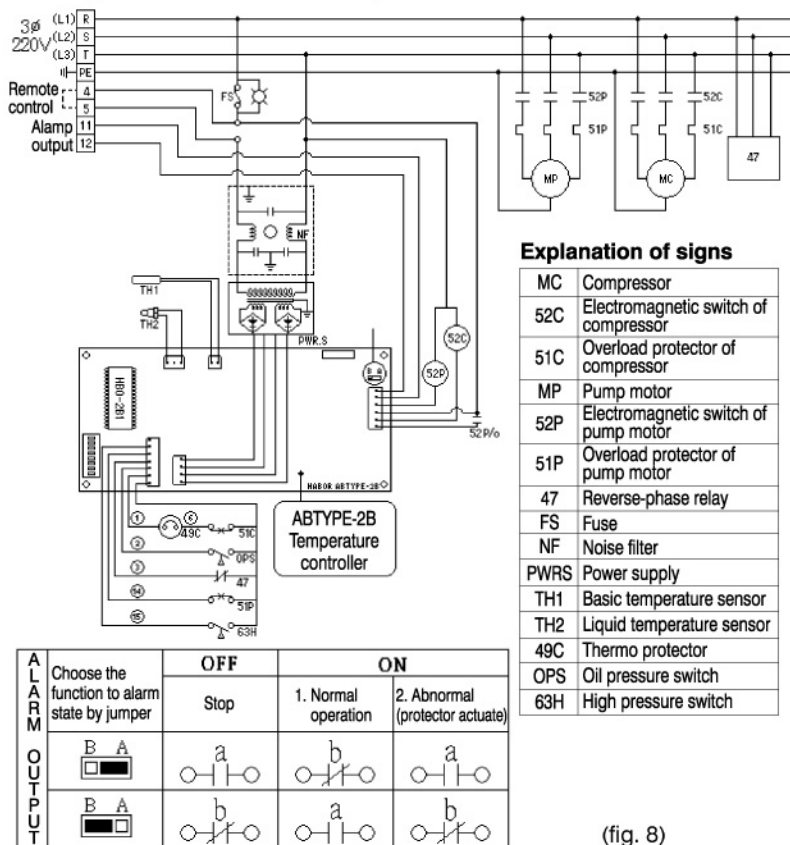 3ø
220V
(L1) R
(L2) S
(L3) T
PE
Remote control
4
5
Alamp output
11
12
FS
52P
51P
MP
52C
51C
MC
47
NF
TH1
TH2
PWR.S
HBO-2B1
B A
52C
52P
52P/o
HABOR ABTYPE-2B
ABTYPE-2B
Temperature
controller
1
6
49C
51C
2
OPS
3
47
14
51P
15
63H
Explanation of signs
MC Compressor
52C Electromagnetic switch of
compressor
51C Overload protector of
compressor
MP Pump motor
52P Electromagnetic switch of
pump motor
51P Overload protector of
pump motor
47 Reverse-phase relay
FS Fuse
NF Noise filter
PWRS Power supply
TH1 Basic temperature sensor
TH2 Liquid temperature sensor
49C Thermo protector
OPS Oil pressure switch
63H High pressure switch
ALARM OUTPUT
Choose the
function to alarm
state by jumper
OFF
ON
Stop
1. Normal
operation
2. Abnormal
(protector actuate)
B A
a
b
a
B A
b
a
b
(fig. 8)